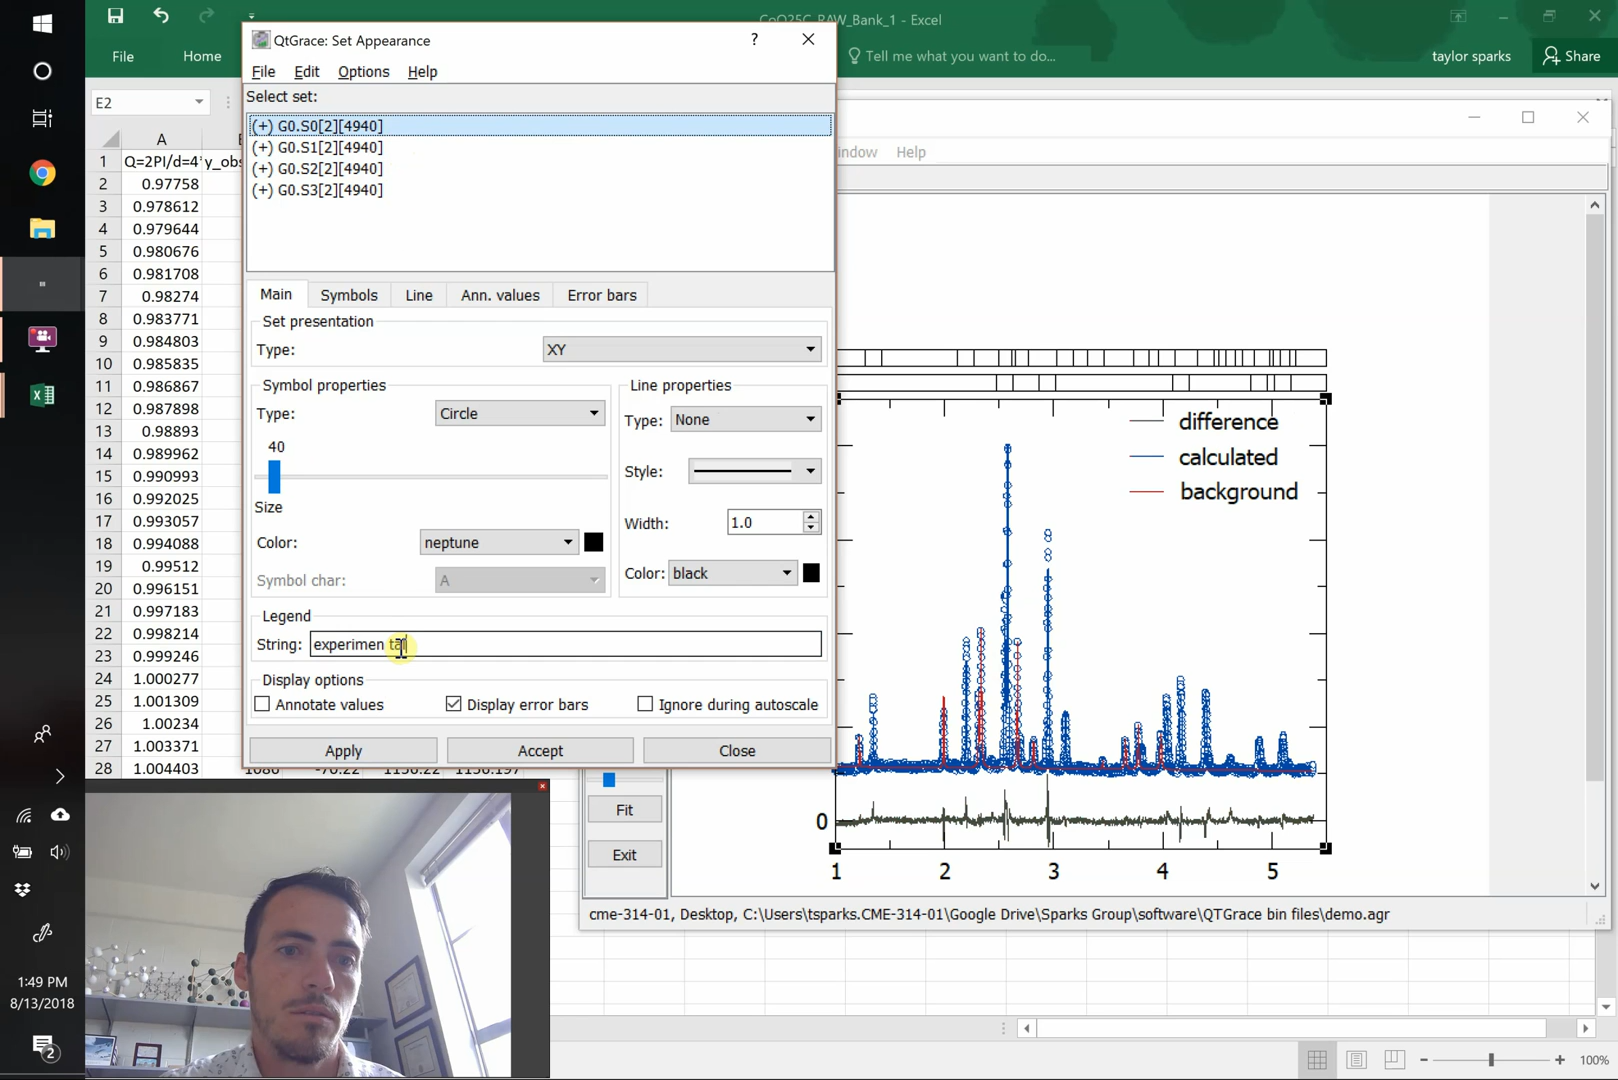 CoO25C_RAW_Bank_1 - Excel
File
Home
Tell me what you want to do...
taylor sparks
Share
QtGrace: Set Appearance
?
File
Edit
Options
Help
Select set:
(+) G0.S0[2][4940]
(+) G0.S1[2][4940]
(+) G0.S2[2][4940]
(+) G0.S3[2][4940]
Main
Symbols
Line
Ann. values
Error bars
Set presentation
Type:
XY
Symbol properties
Type:
Circle
40
Size
Color:
neptune
Symbol char:
A
Line properties
Type:
None
Style:
Width:
1.0
Color:
black
Legend
String:
experimen tal
Display options
Annotate values
Display error bars
Ignore during autoscale
Apply
Accept
Close
E2
A
1 Q=2PI/d=4* y_obs
2 0.97758
3 0.978612
4 0.979644
5 0.980676
6 0.981708
7 0.98274
8 0.983771
9 0.984803
10 0.985835
11 0.986867
12 0.987898
13 0.98893
14 0.989962
15 0.990993
16 0.992025
17 0.993057
18 0.994088
19 0.99512
20 0.996151
21 0.997183
22 0.998214
23 0.999246
24 1.000277
25 1.001309
26 1.00234
27 1.003371
28 1.004403
indow
Help
difference
calculated
background
0
1 2 3 4 5
Fit
Exit
cme-314-01, Desktop, C:\Users\tsparks.CME-314-01\Google Drive\Sparks Group\software\QTGrace bin files\demo.agr
1:49 PM
8/13/2018
2
100%